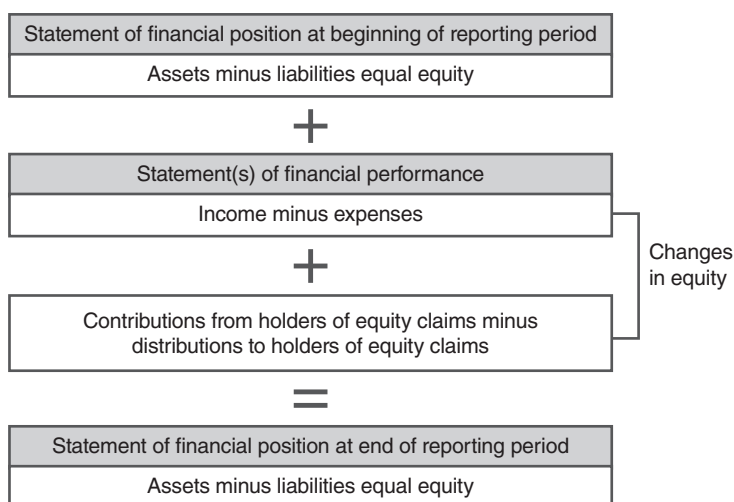 Statement of financial position at beginning of reporting period
Assets minus liabilities equal equity
+
Statement(s) of financial performance
Income minus expenses
+
Changes
in equity
Contributions from holders of equity claims minus
distributions to holders of equity claims
=
Statement of financial position at end of reporting period
Assets minus liabilities equal equity